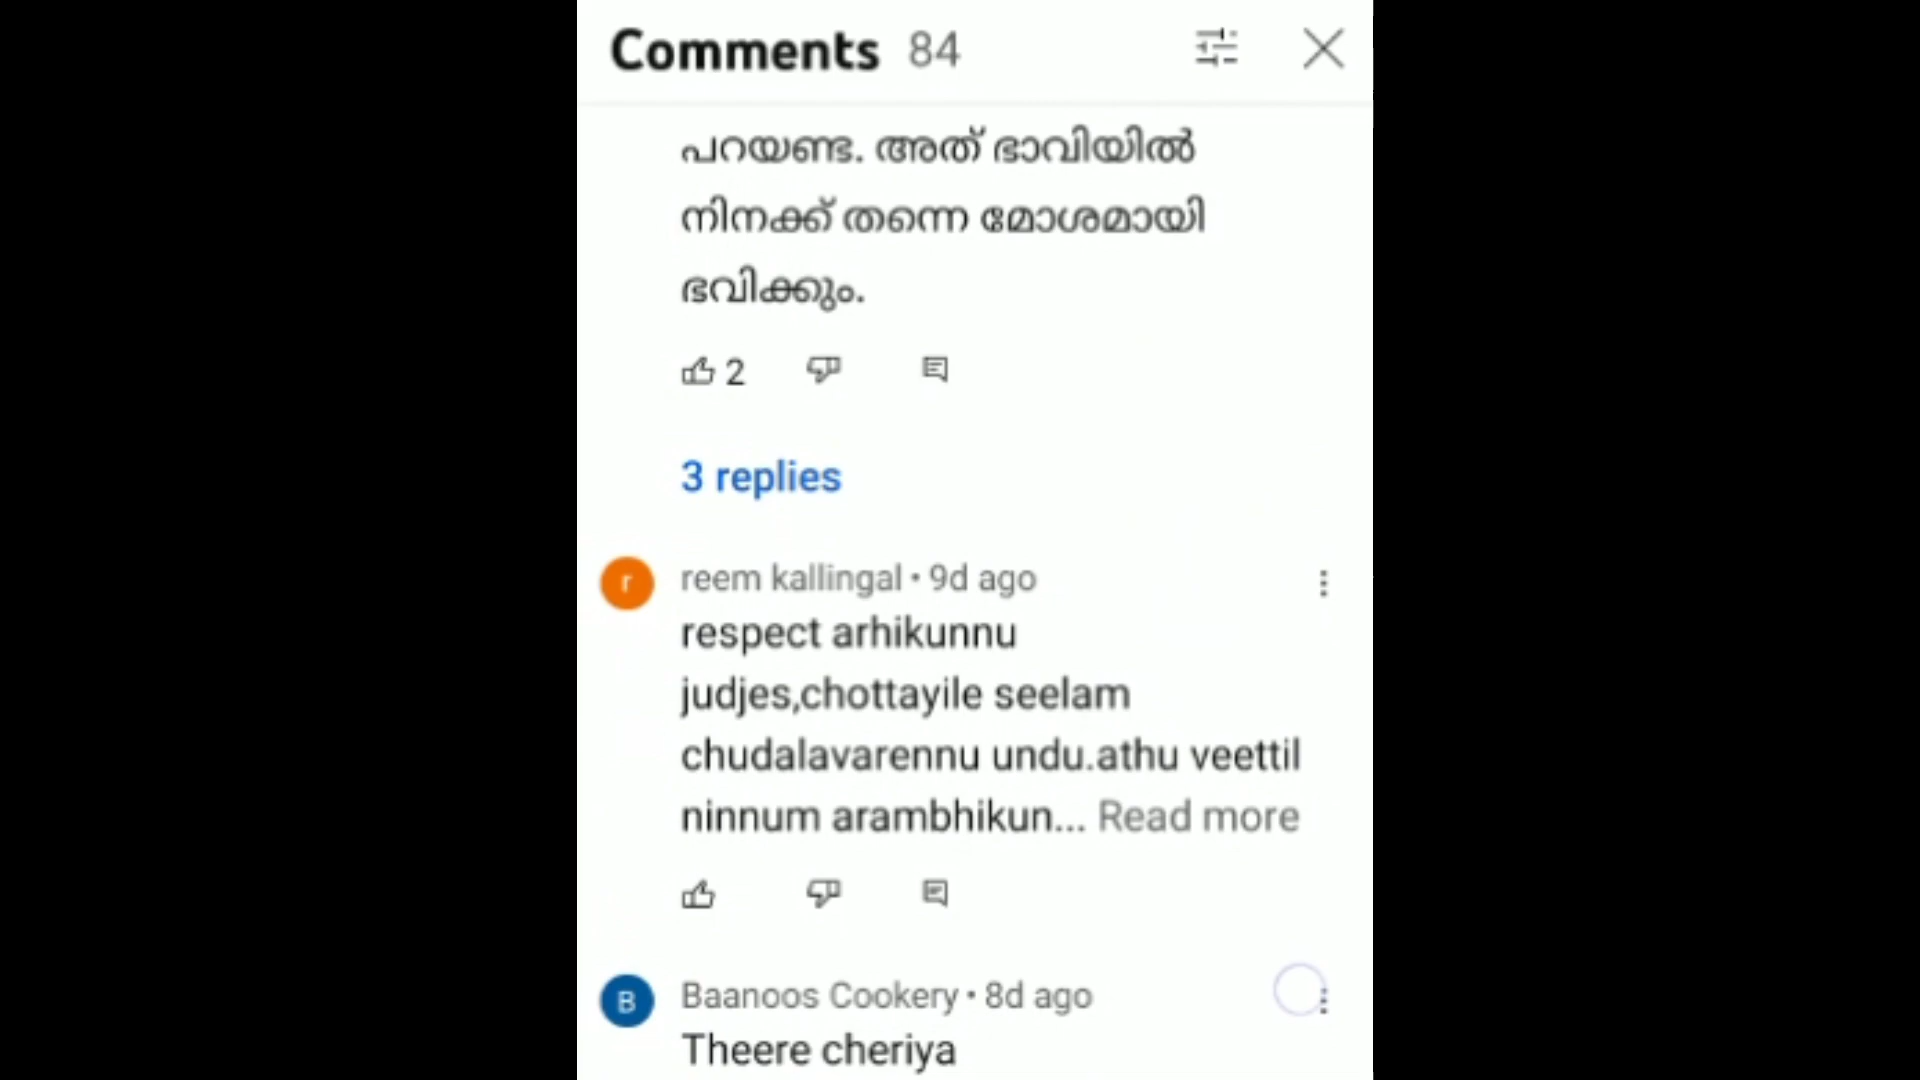 Comments 84
പറയണ്ട. അത് ഭാവിയിൽ
നിനക്ക് തന്നെ മോശമായി
ഭവിക്കും.
2
3 replies
r
reem kallingal • 9d ago
respect arhikunnu
judjes,chottayile seelam
chudalavarennu undu.athu veettil
ninnum arambhikun... Read more
B
Baanoos Cookery • 8d ago
Theere cheriya